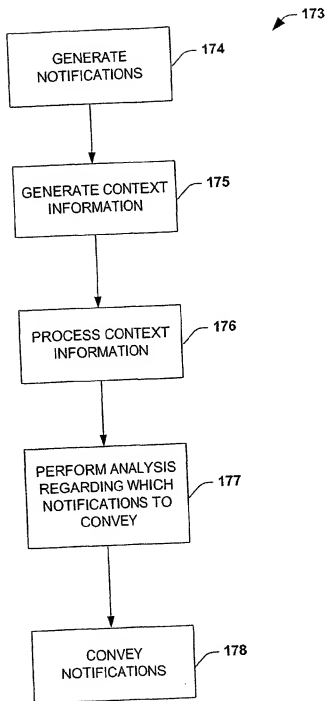 173
GENERATE
NOTIFICATIONS
174
GENERATE CONTEXT
INFORMATION
175
PROCESS CONTEXT
INFORMATION
176
PERFORM ANALYSIS
REGARDING WHICH
NOTIFICATIONS TO
CONVEY
177
CONVEY
NOTIFICATIONS
178